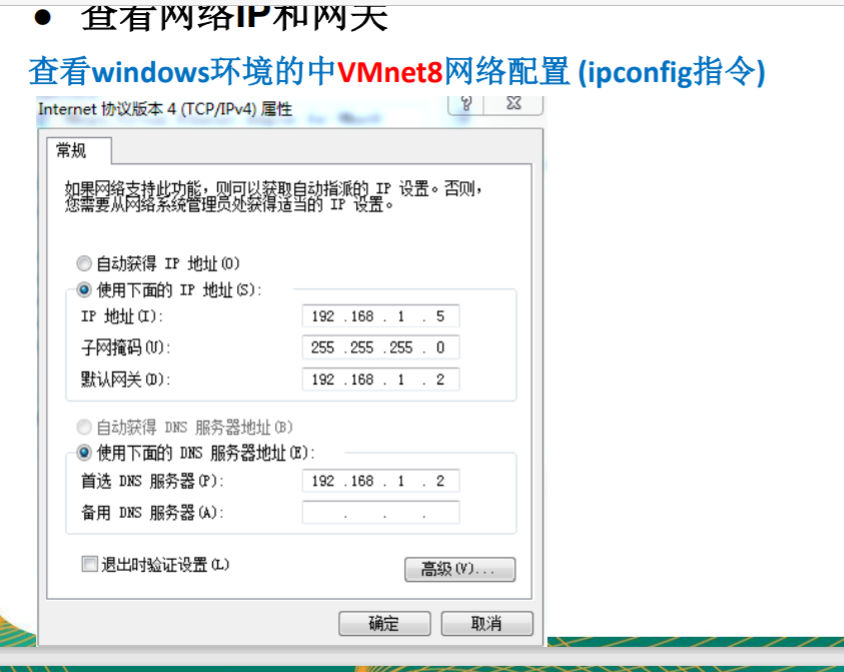 ● 查看网络IP和网关
查看windows环境的中VMnet8网络配置 (ipconfig指令)
Internet 协议版本 4 (TCP/IPv4) 属性
常规
如果网络支持此功能，则可以获取自动指派的 IP 设置。否则，
您需要从网络系统管理员处获得适当的 IP 设置。
自动获得 IP 地址(O)
使用下面的 IP 地址(S):
IP 地址(I): 192 . 168 . 1 . 5
子网掩码(U): 255 . 255 . 255 . 0
默认网关(D): 192 . 168 . 1 . 2
自动获得 DNS 服务器地址(B)
使用下面的 DNS 服务器地址(E):
首选 DNS 服务器(P): 192 . 168 . 1 . 2
备用 DNS 服务器(A): . . .
退出时验证设置(L)
高级(V)...
确定 取消